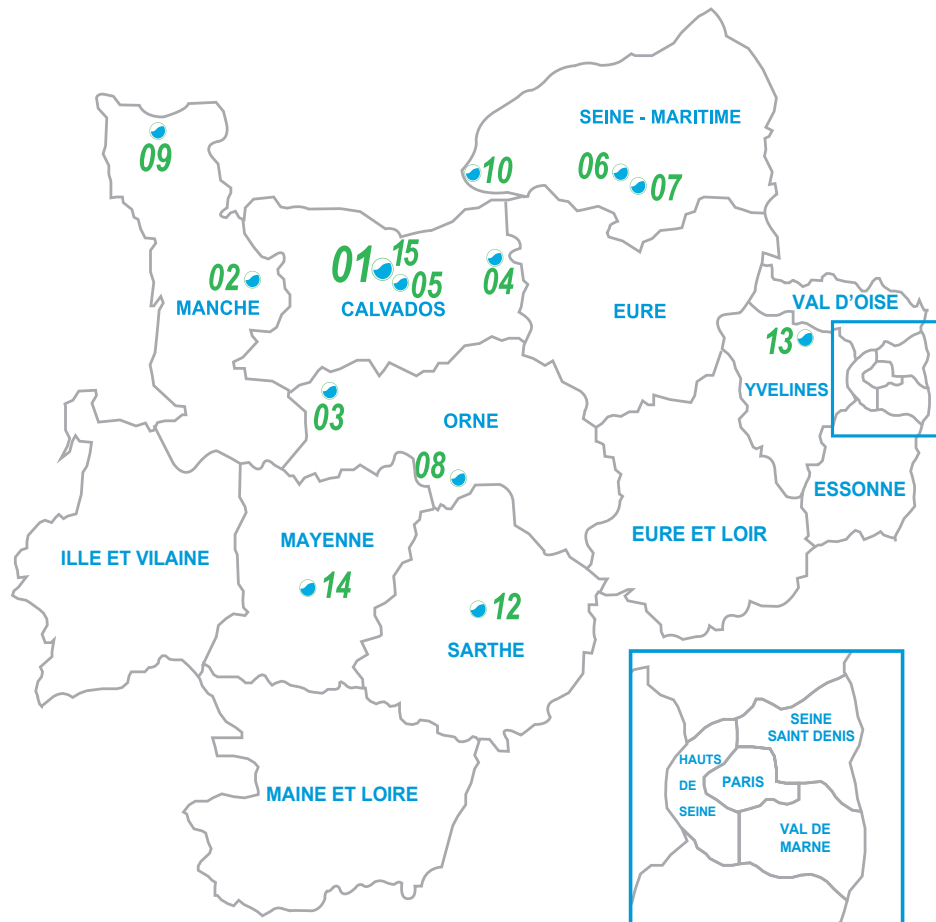 SEINE - MARITIME
09
10
06
07
01
15
05
02
04
MANCHE
CALVADOS
EURE
VAL D'OISE
13
YVELINES
03
ORNE
08
ESSONNE
EURE ET LOIR
MAYENNE
ILLE ET VILAINE
14
12
SARTHE
MAINE ET LOIRE
SEINE
SAINT DENIS
HAUTS
DE
SEINE
PARIS
VAL DE
MARNE